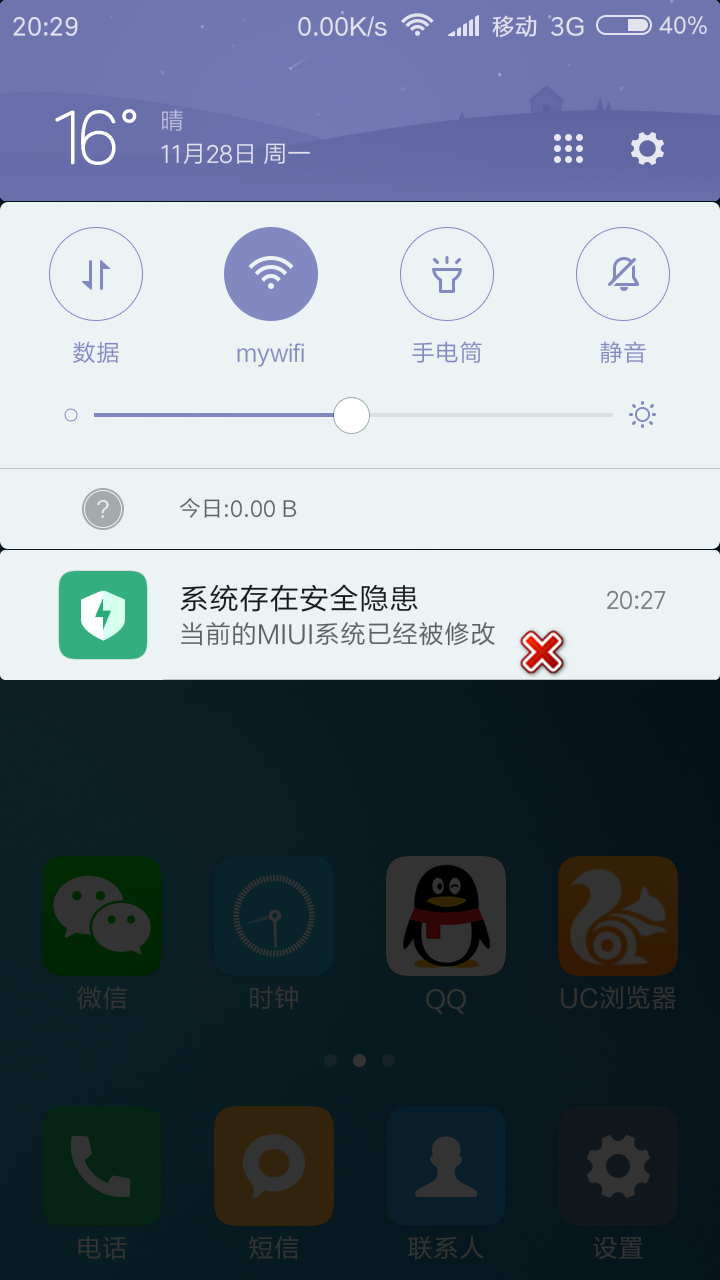 20:29 0.00K/s 移动 3G 40%
16° 晴
11月28日 周一
数据 mywifi 手电筒 静音
? 今日:0.00 B
系统存在安全隐患 20:27
当前的MIUI系统已经被修改
微信 时钟 QQ UC浏览器
电话 短信 联系人 设置